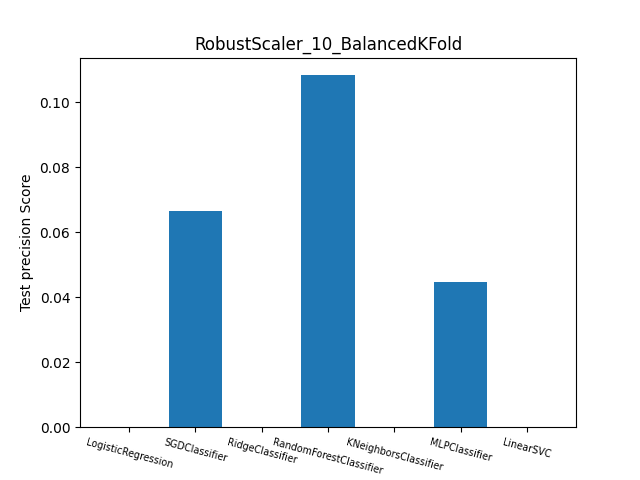 RobustScaler_10_BalancedKFold
Test precision Score
0.10
0.08
0.06
0.04
0.02
0.00
LogisticRegression
SGDClassifier
RidgeClassifier
RandomForestClassifier
KNeighborsClassifier
MLPClassifier
LinearSVC